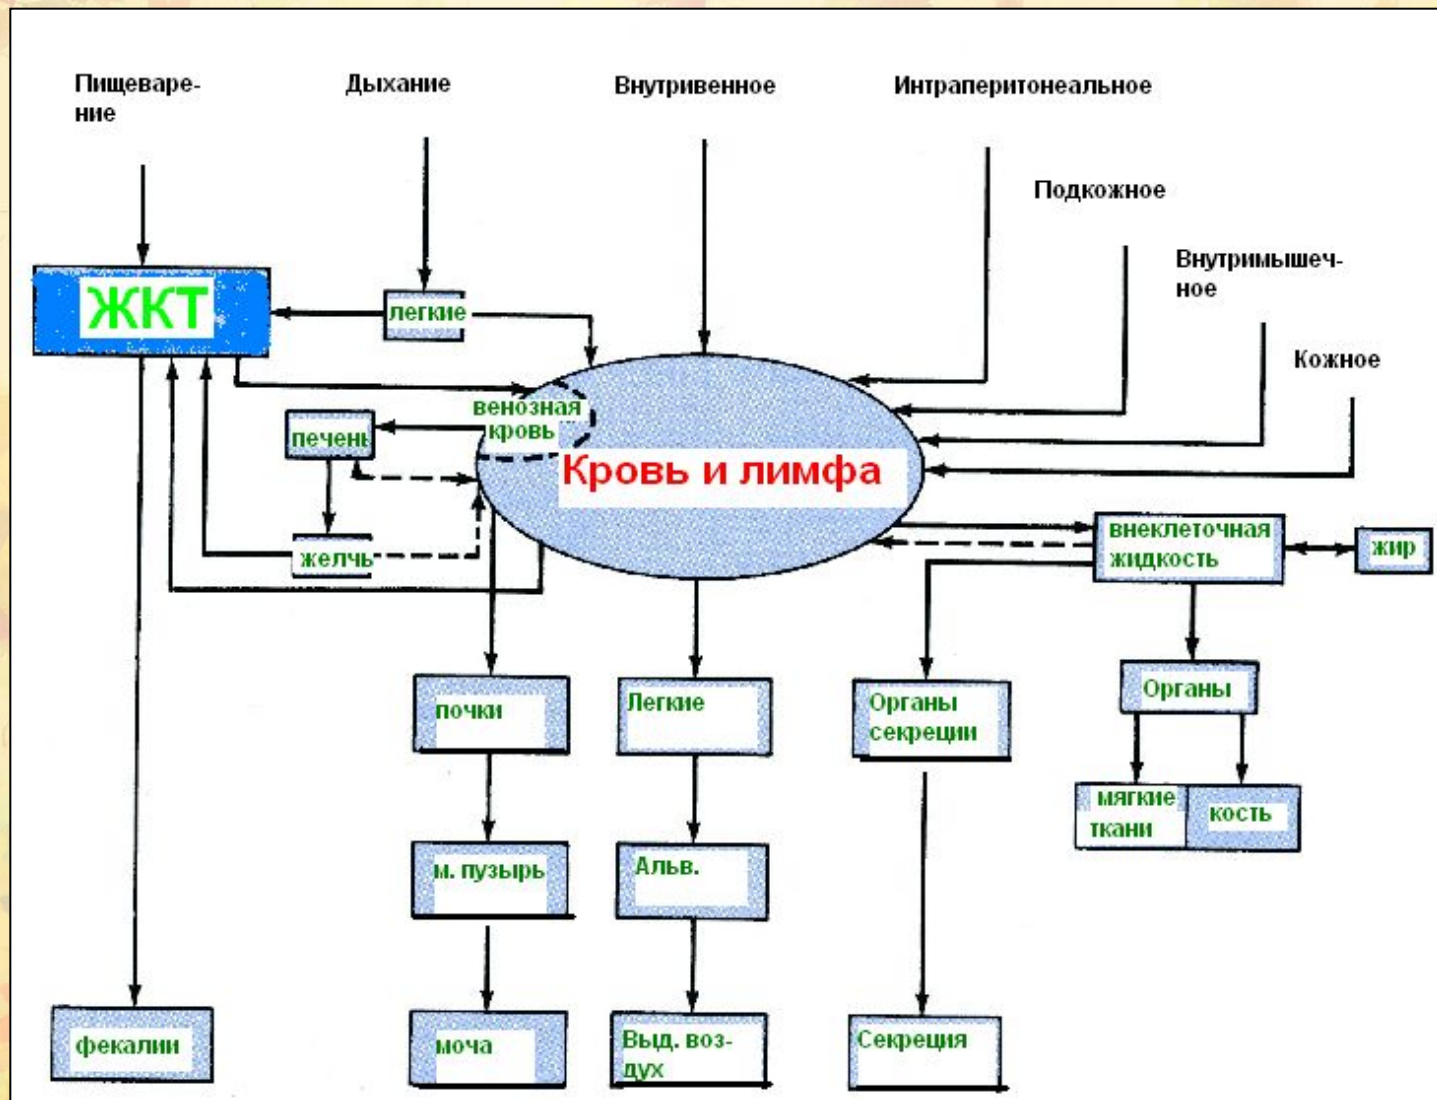 Пищеваре-
ние
Дыхание
Внутривенное
Интраперитонеальное
Подкожное
Внутримышеч-
ное
Кожное
ЖКТ
легкие
венозная
кровь
печень
Кровь и лимфа
желчь
внеклеточная
жидкость
жир
почки
Легкие
Органы
секреции
Органы
мягкие
ткани
кость
м. пузырь
Альв.
фекалии
моча
Выд. воз-
дух
Секреция